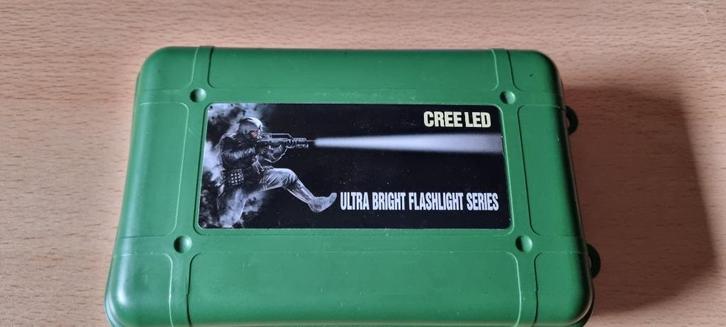 CREE LED
ULTRA BRIGHT FLASHLIGHT SERIES